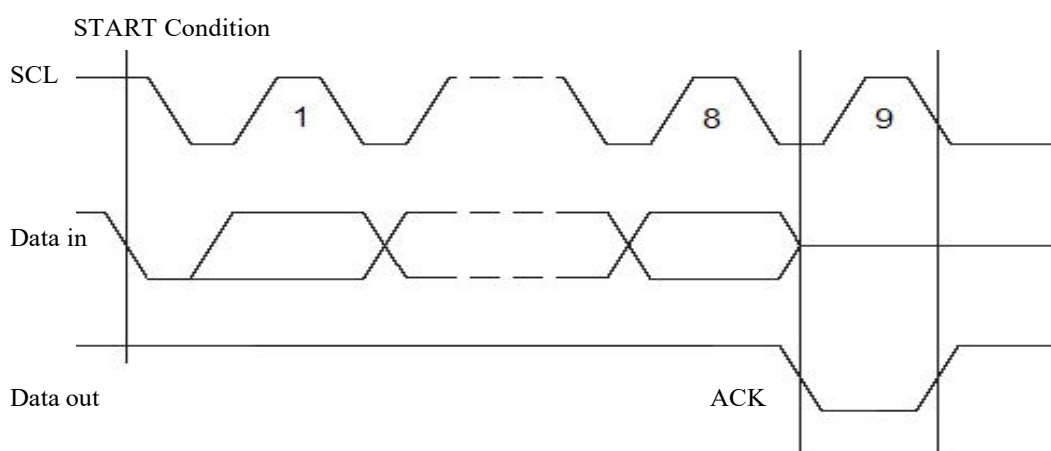 START Condition
SCL
1
8
9
Data in
Data out
ACK